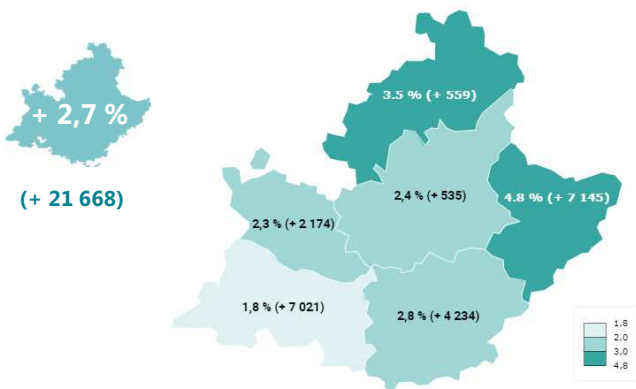 + 2,7 %
(+ 21 668)
3.5 % (+ 559)
2,4 % (+ 535)
4.8 % (+ 7 145)
2,3 % (+ 2 174)
1,8 % (+ 7 021)
2,8 % (+ 4 234)
1,8
2,0
3,0
4,8